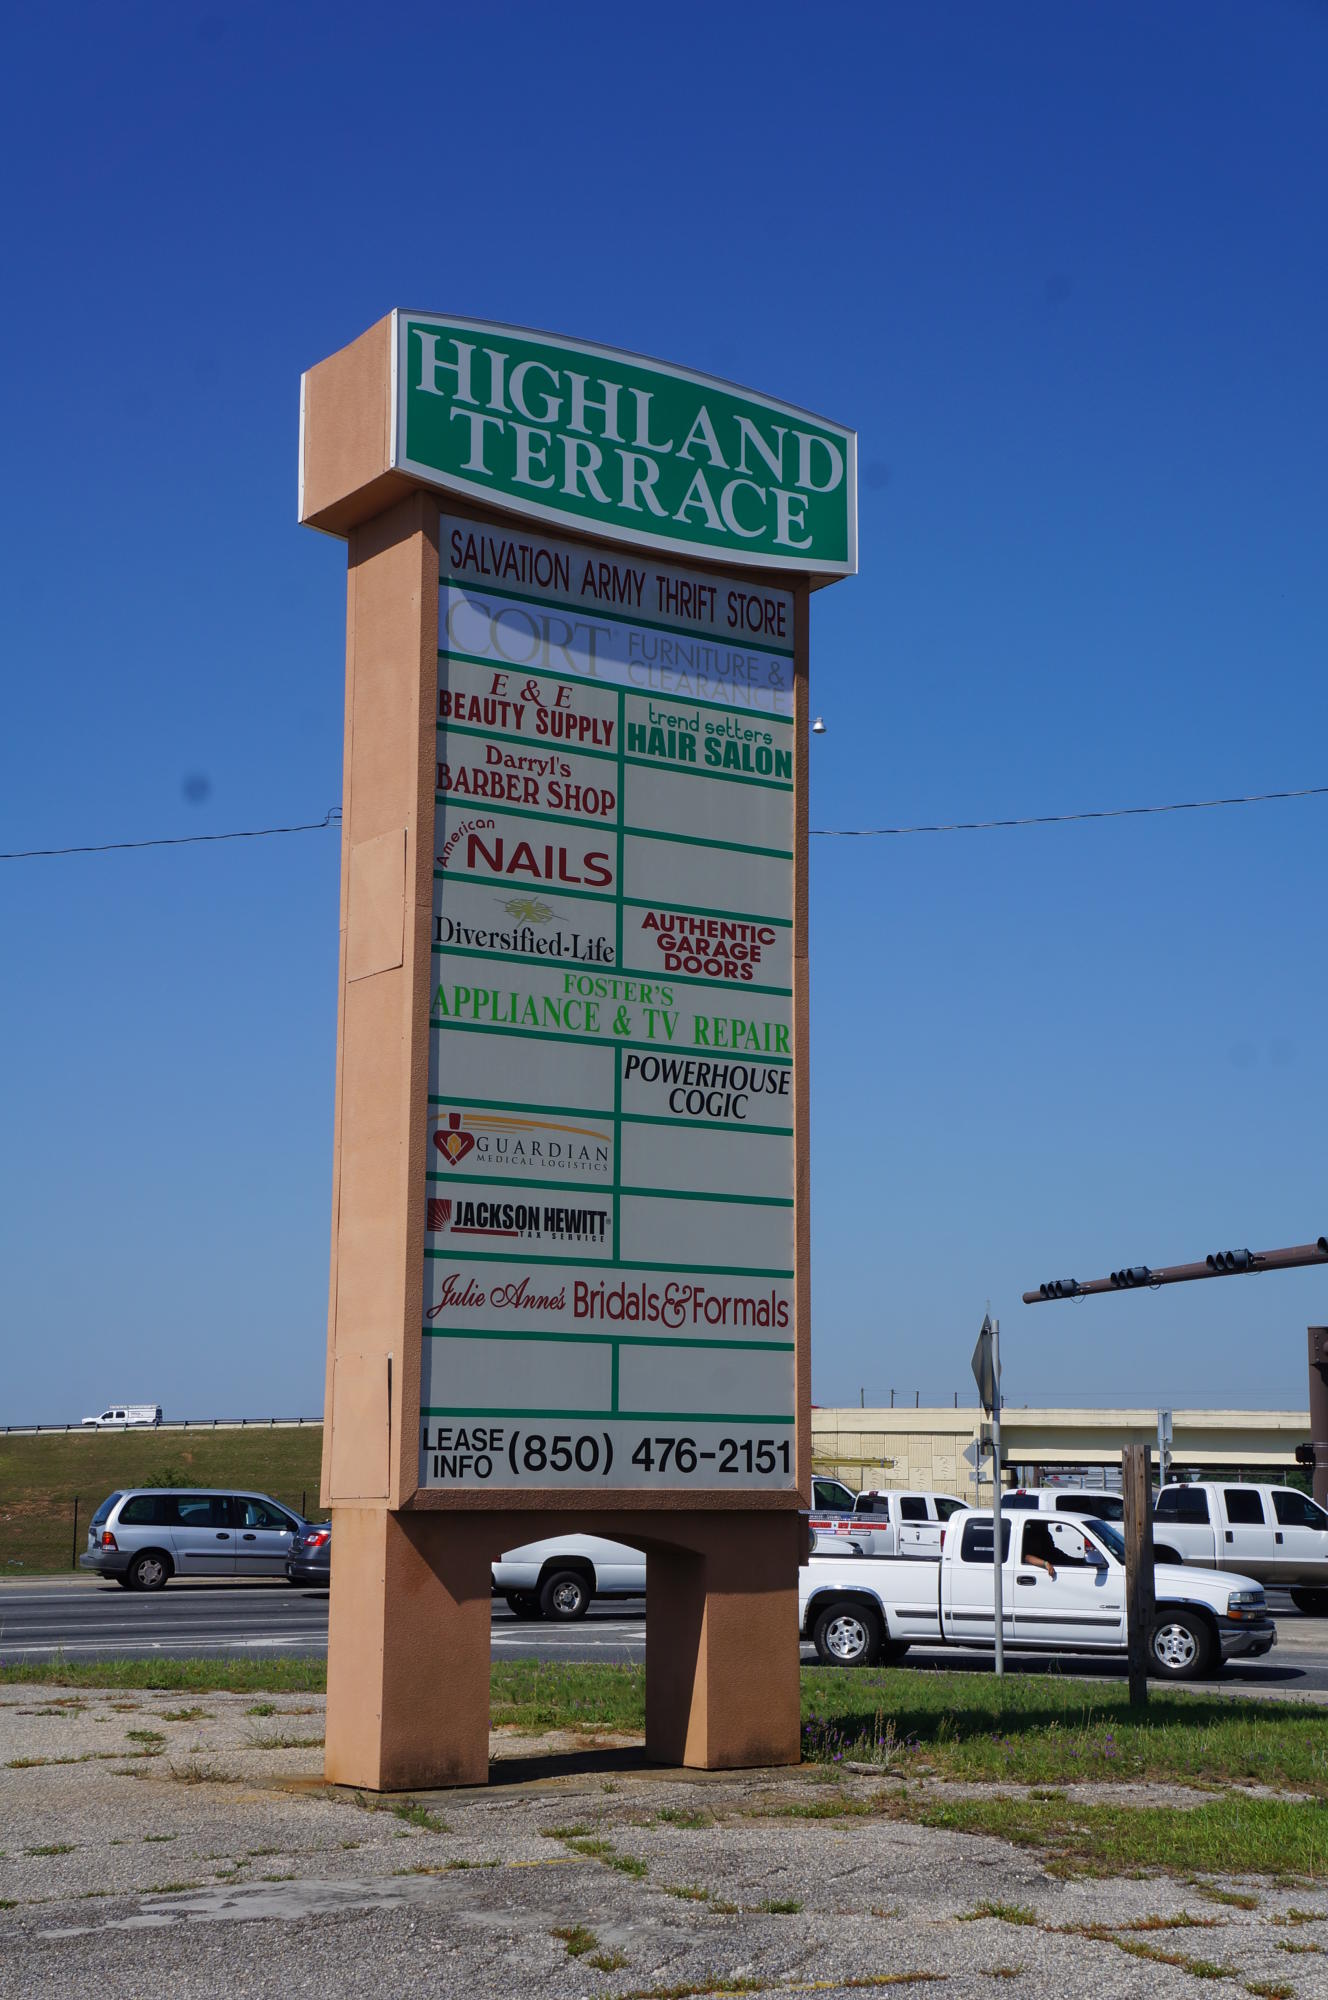 HIGHLAND
TERRACE
SALVATION ARMY THRIFT STORE
CORT® FURNITURE &
CLEARANCE
E & E
BEAUTY SUPPLY
trend setters
HAIR SALON
Darryl's
BARBER SHOP
American
NAILS
Diversified-Life
AUTHENTIC
GARAGE
DOORS
FOSTER'S
APPLIANCE & TV REPAIR
POWERHOUSE
COGIC
GUARDIAN
MEDICAL LOGISTICS
JACKSON HEWITT®
TAX SERVICE
Julie Anne's Bridals&Formals
LEASE
INFO
(850) 476-2151